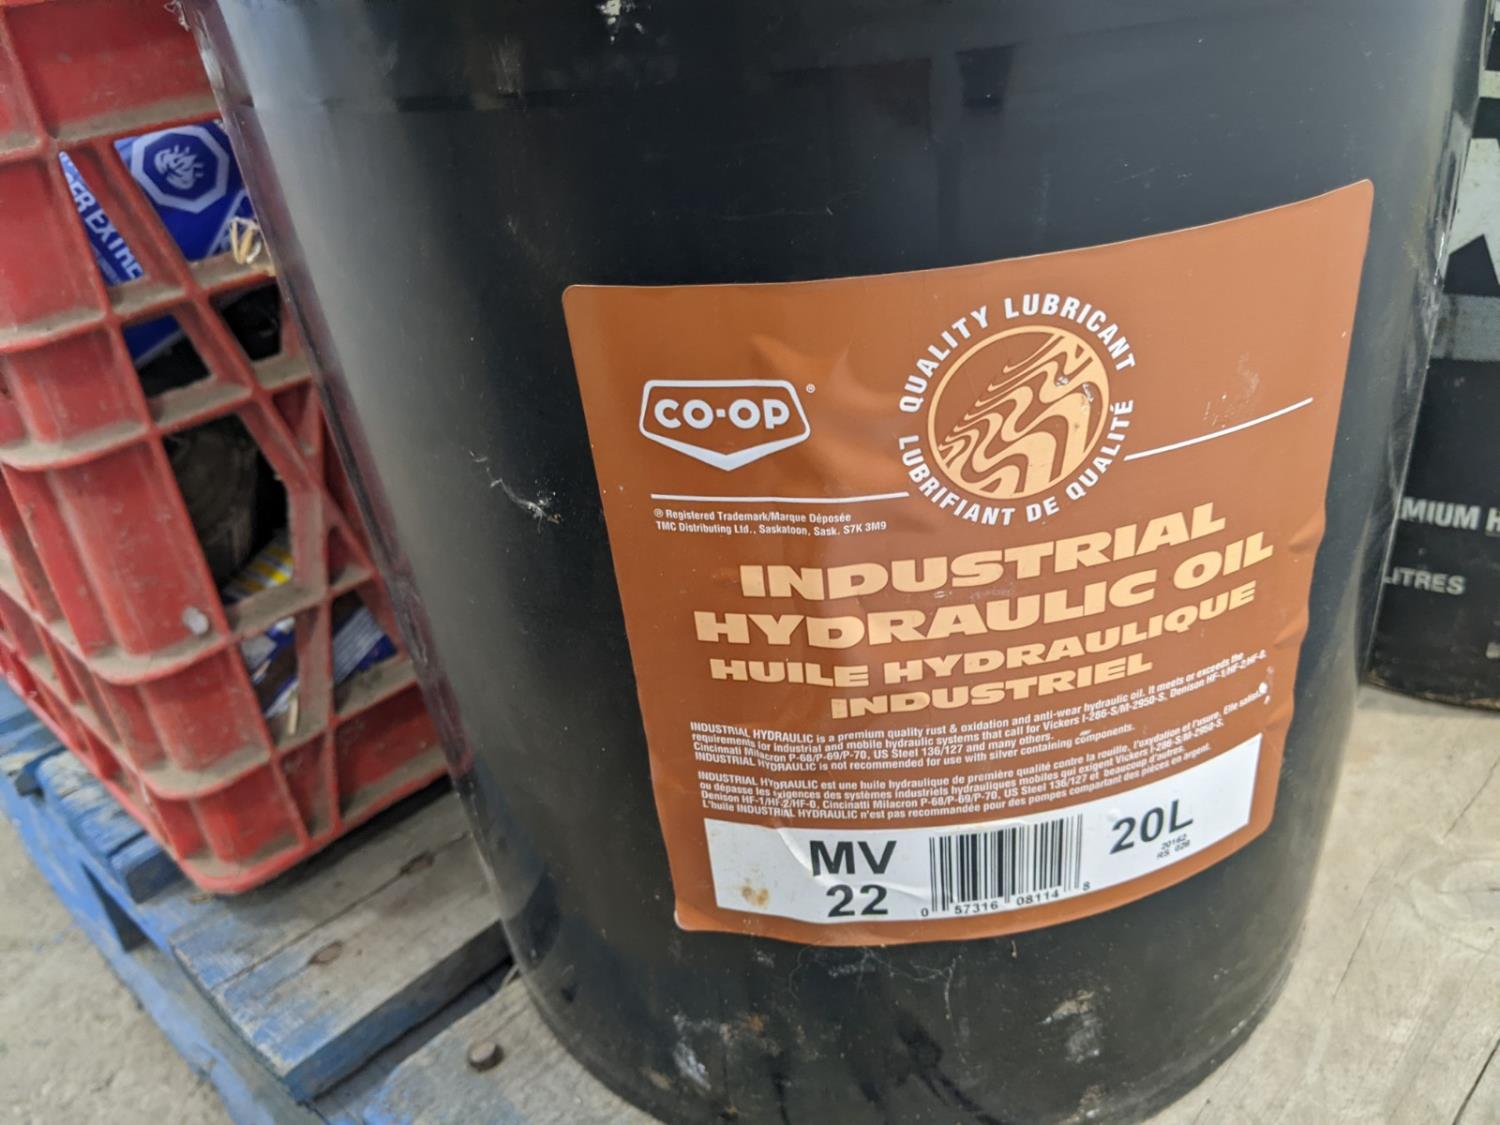 CO-OP®
QUALITY LUBRICANT
LUBRIFIANT DE QUALITÉ
® Registered Trademark/Marque Déposée
TMC Distributing Ltd., Saskatoon, Sask. S7K 3M9
INDUSTRIAL
HYDRAULIC OIL
HUILE HYDRAULIQUE
INDUSTRIEL
INDUSTRIAL HYDRAULIC is a premium quality rust & oxidation and anti-wear hydraulic oil. It meets or exceeds the
requirements for industrial and mobile hydraulic systems that call for Vickers I-286-S/M-2950-S, Denison HF-1/HF-2/HF-0,
Cincinnati Milacron P-68/P-69/P-70, US Steel 136/127 and many others.
INDUSTRIAL HYDRAULIC is not recommended for use with silver containing components.
INDUSTRIAL HYDRAULIC est une huile hydraulique de première qualité contre la rouille, l'oxydation et l'usure. Elle satisfait
ou dépasse les exigences des systèmes industriels hydrauliques mobiles qui exigent Vickers I-286-S/M-2950-S,
Denison HF-1/HF-2/HF-0, Cincinnati Milacron P-68/P-69/P-70, US Steel 136/127 et beaucoup d'autres.
L'huile INDUSTRIAL HYDRAULIC n'est pas recommandée pour des pompes comportant des pièces en argent.
MV
22
0 57316 08114 8
20L
20162
MIUM H
LITRES